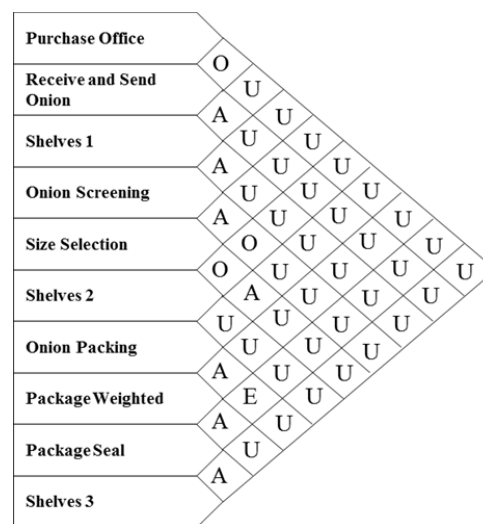 Purchase Office
O
Receive and Send
U
Onion
A U
Shelves 1 U U
A U U
Onion Screening U U U
A U U U
Size Selection O U U U
O U U U U
Shelves 2 A U U U
U U U U
Onion Packing U U U
A U U
Package Weighted E U
A U
Package Seal U
A
Shelves 3